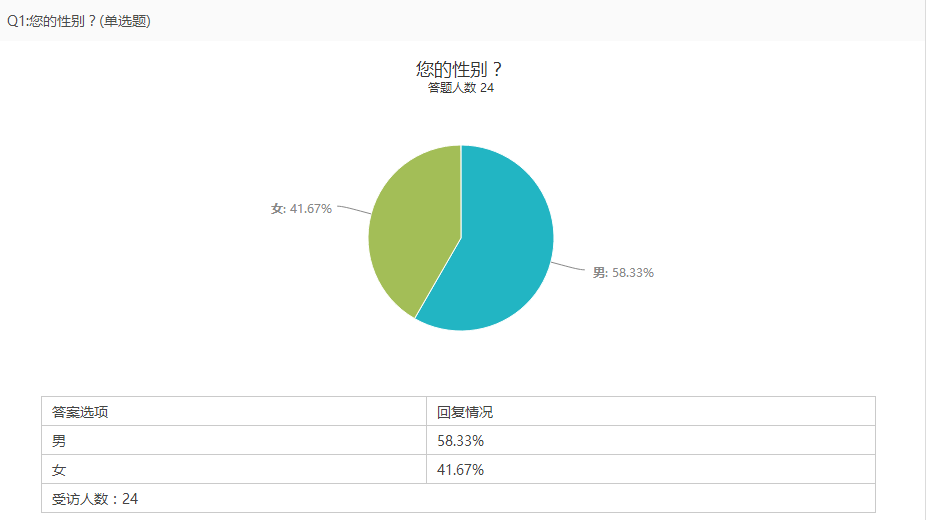 Q1:您的性别？(单选题)
您的性别？
答题人数 24
女: 41.67%
男: 58.33%
答案选项 回复情况
男 58.33%
女 41.67%
受访人数：24